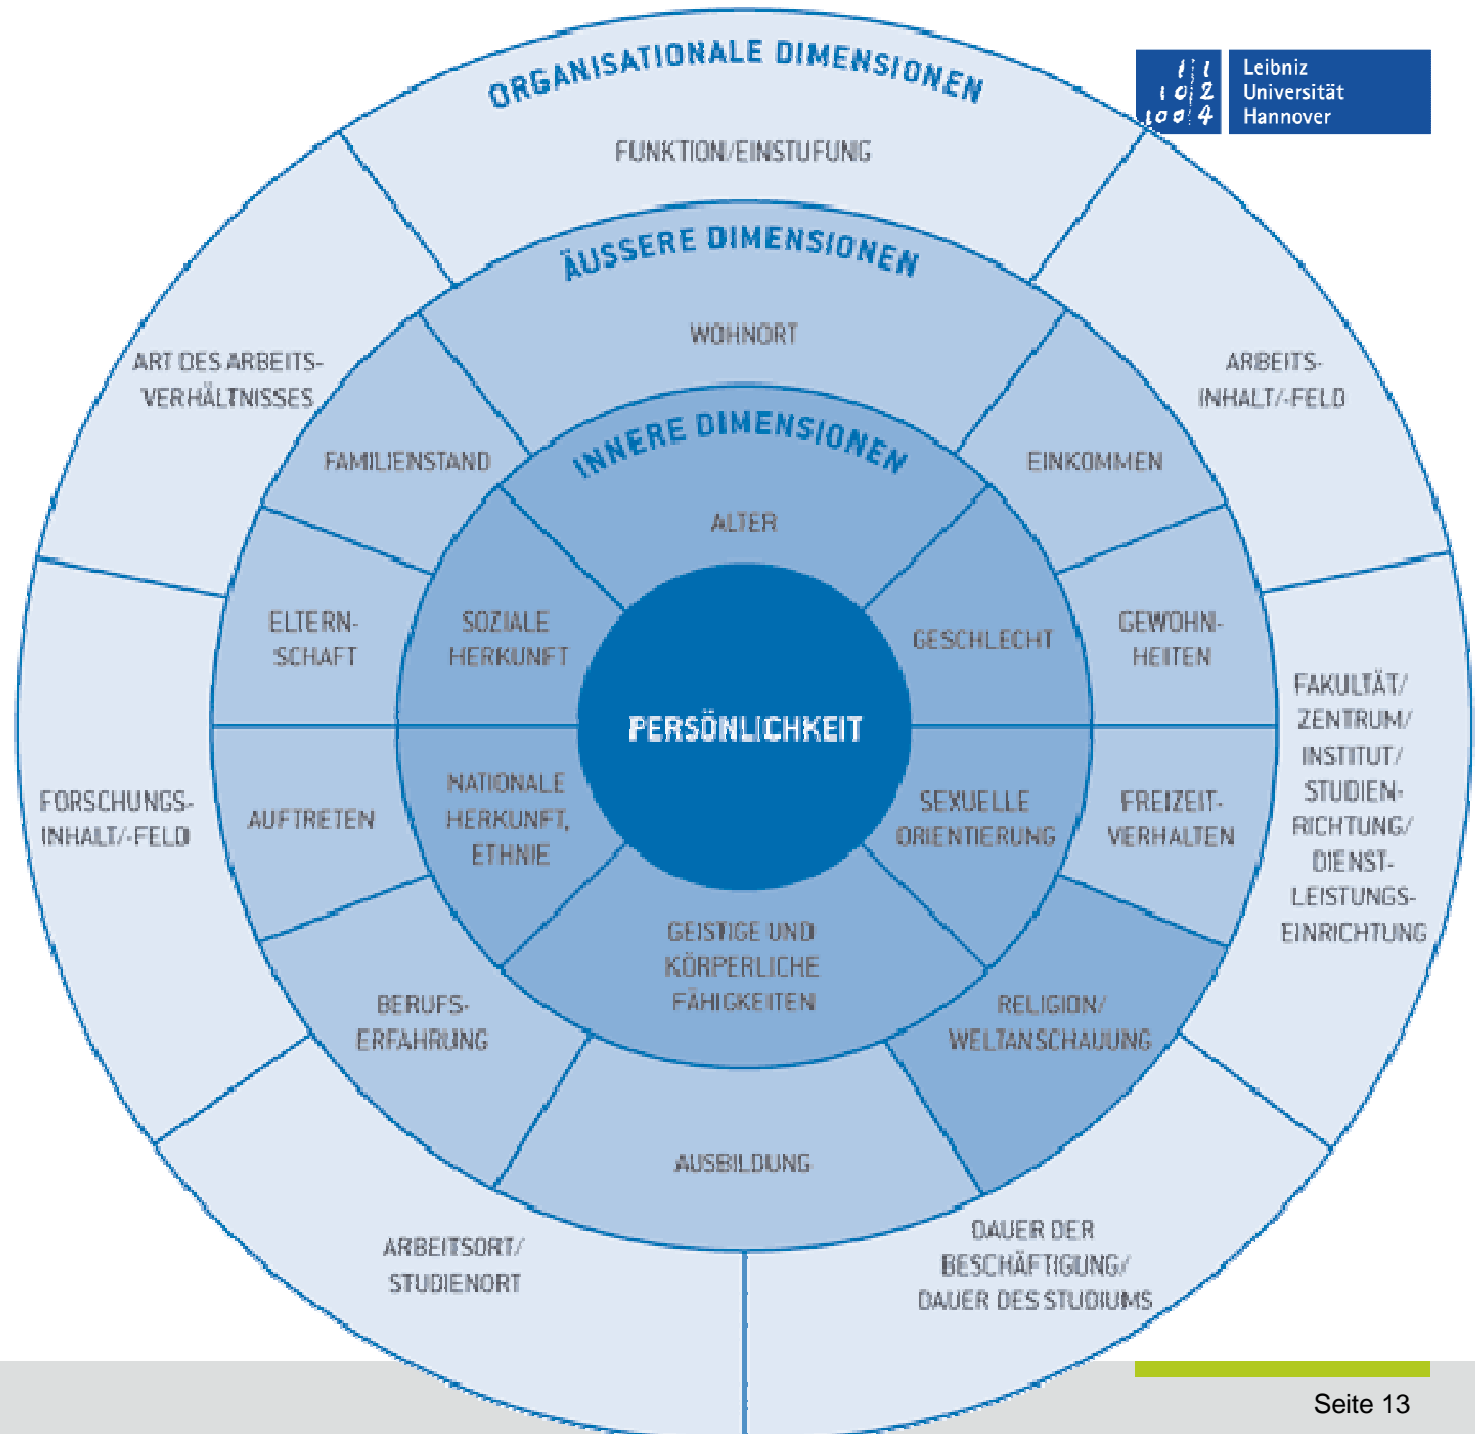 ORGANISATIONALE DIMENSIONEN
FUNKTION/EINSTUFUNG
Leibniz
Universität
Hannover
ÄUSSERE DIMENSIONEN
WOHNORT
ART DES ARBEITS-
VERHÄLTNISSES
ARBEITS-
INHALT/-FELD
FAMILIENSTAND
INNERE DIMENSIONEN
EINKOMMEN
ALTER
ELTERN-
SCHAFT
SOZIALE
HERKUNFT
GESCHLECHT
GEWOHN-
HEITEN
PERSÖNLICHKEIT
FAKULTÄT/
ZENTRUM/
INSTITUT/
STUDIEN-
RICHTUNG/
DIENST-
LEISTUNGS-
EINRICHTUNG
FORSCHUNGS-
INHALT/-FELD
AUFTRETEN
NATIONALE
HERKUNFT,
ETHNIE
SEXUELLE
ORIENTIERUNG
FREIZEIT-
VERHALTEN
GEISTIGE UND
KÖRPERLICHE
FÄHIGKEITEN
BERUFS-
ERFAHRUNG
RELIGION/
WELTANSCHAUUNG
AUSBILDUNG
ARBEITSORT/
STUDIENORT
DAUER DER
BESCHÄFTIGUNG/
DAUER DES STUDIUMS
Seite 13